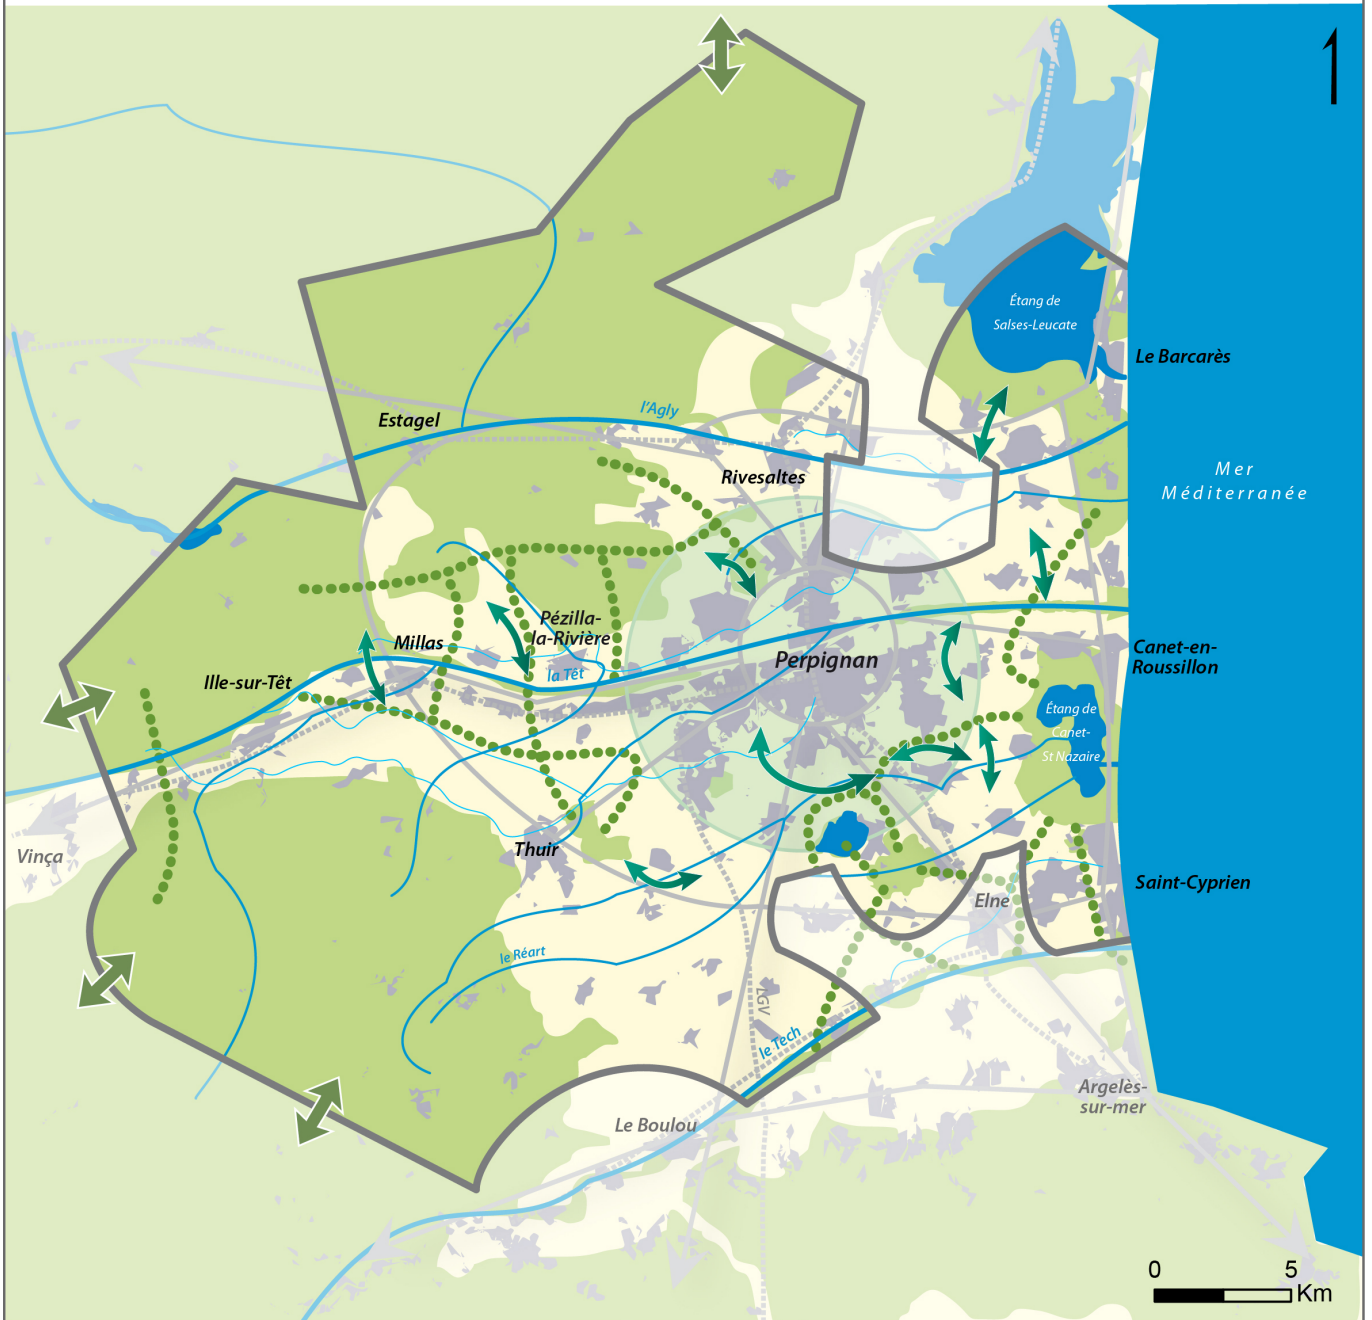 Étang de
Salses-Leucate
Le Barcarès
l'Agly
Estagel
Rivesaltes
Mer
Méditerranée
Pézilla-
la-Rivière
Millas
Perpignan
Canet-en-
Roussillon
Ille-sur-Têt
la Têt
Étang de
Canet-
St Nazaire
Vinça
Thuir
Saint-Cyprien
Elne
le Réart
LGV
le Tech
Argelès-
sur-mer
Le Boulou
0 5
Km